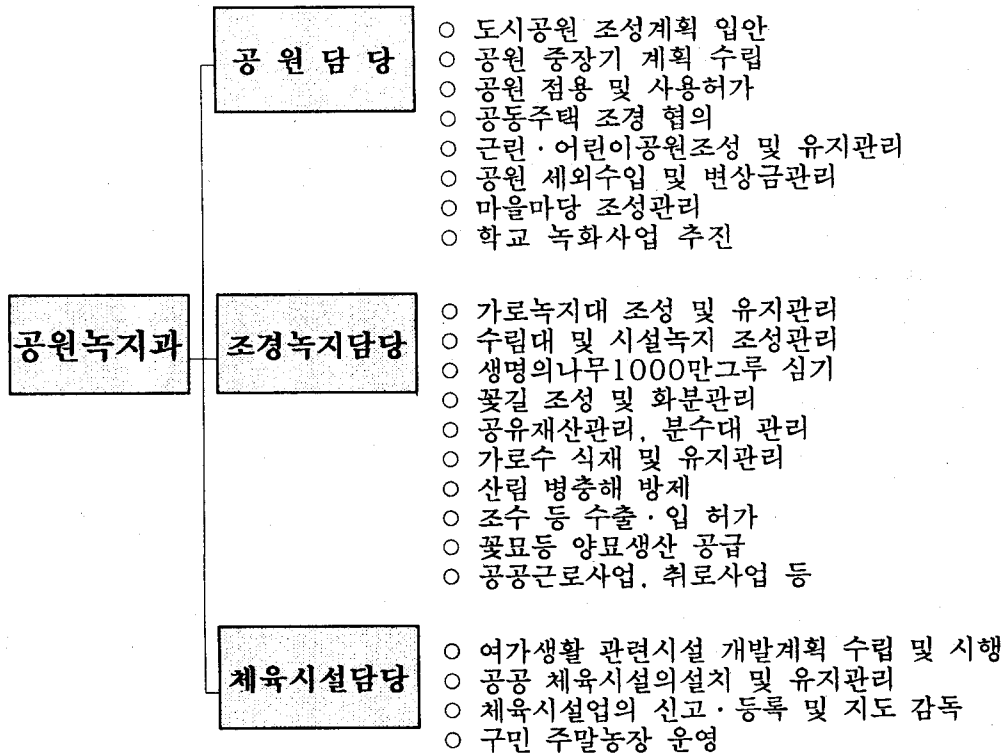 공 원 담 당
○ 도시공원 조성계획 입안
○ 공원 중장기 계획 수립
○ 공원 점용 및 사용허가
○ 공동주택 조경 협의
○ 근린·어린이공원조성 및 유지관리
○ 공원 세외수입 및 변상금관리
○ 마을마당 조성관리
○ 학교 녹화사업 추진
공원녹지과
조경녹지담당
○ 가로녹지대 조성 및 유지관리
○ 수림대 및 시설녹지 조성관리
○ 생명의나무1000만그루 심기
○ 꽃길 조성 및 화분관리
○ 공유재산관리, 분수대 관리
○ 가로수 식재 및 유지관리
○ 산림 병충해 방제
○ 조수 등 수출·입 허가
○ 꽃묘등 양묘생산 공급
○ 공공근로사업, 취로사업 등
체육시설담당
○ 여가생활 관련시설 개발계획 수립 및 시행
○ 공공 체육시설의설치 및 유지관리
○ 체육시설업의 신고·등록 및 지도 감독
○ 구민 주말농장 운영